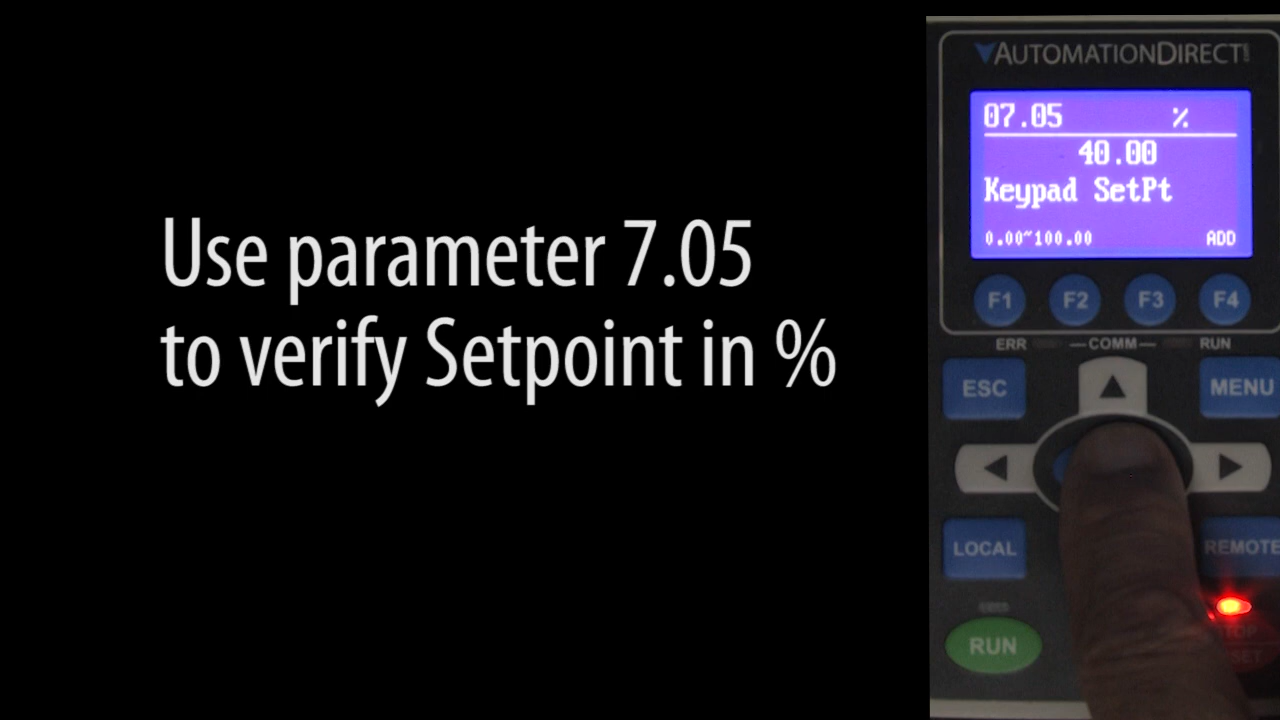 Use parameter 7.05
to verify Setpoint in %
AUTOMATIONDIRECT
07.05 %
40.00
Keypad SetPt
0.00~100.00 ADD
F1 F2 F3 F4
ERR —COMM— RUN
ESC MENU
LOCAL REMOTE
RUN